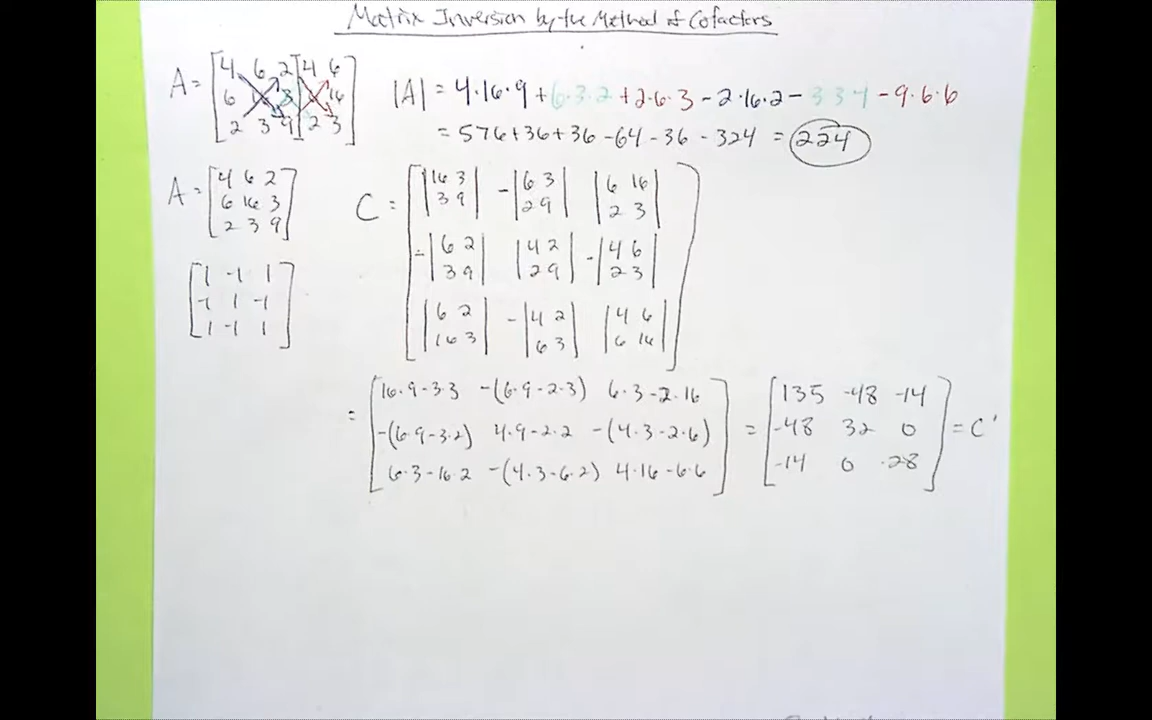 Matrix Inversion by the Method of Cofactors
A = [4 6 2][4 6
6 16 3 6 16
2 3 9 2 3]
|A| = 4·16·9 + 6·3·2 + 2·6·3 - 2·16·2 - 3 3 4 - 9·6·6
= 576 + 36 + 36 - 64 - 36 - 324 = 224
A = [4 6 2
6 16 3
2 3 9]
C = [|16 3| -|6 3| |6 16|
|3 9| |2 9| |2 3|
-|6 2| |4 2| -|4 6|
|3 9| |2 9| |2 3|
|6 2| -|4 2| |4 6|
|16 3| |6 3| |6 16|]
[1 -1 1
-1 1 -1
1 -1 1]
= [16·9-3·3 -(6·9-2·3) 6·3-2·16
-(6·9-3·2) 4·9-2·2 -(4·3-2·6)
6·3-16·2 -(4·3-6·2) 4·16-6·6]
= [135 -48 -14
-48 32 0
-14 0 28] = C'